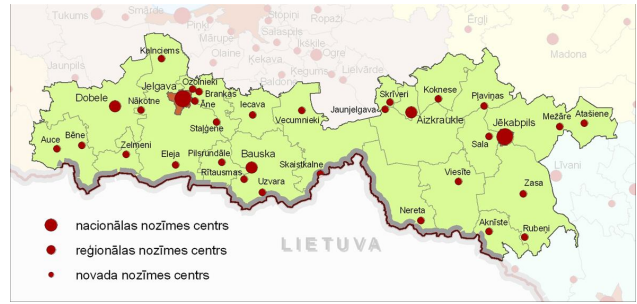 Tukums
Smārde
Piņķi
Mārupe
Olaine
Stopiņi
Salaspils
Ropaži
Ikšķile
Ogre
Ķekava
Baldone
Ķegums
Lielvārde
Ērgļi
Madona
Jaunpils
Kalnciems
Ozolnieki
Jelgava
Brankas
Āne
Dobele
Nākotne
Iecava
Vecumnieki
Staļģene
Skrīveri
Koknese
Pļaviņas
Jaunjelgava
Aizkraukle
Jēkabpils
Mežāre
Atašiene
Sala
Līvāni
Auce
Bēne
Zelmeņi
Eleja
Pilsrundāle
Bauska
Rītausmas
Uzvara
Skaistkalne
Viesīte
Zasa
Nereta
Aknīste
Rubeņi
LIETUVA
nacionālas nozīmes centrs
reģionālas nozīmes centrs
novada nozīmes centrs